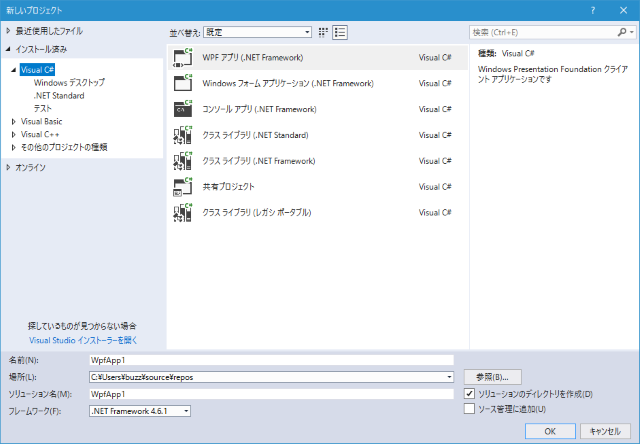 新しいプロジェクト
最近使用したファイル
並べ替え: 既定
検索 (Ctrl+E)
インストール済み
Visual C#
Windows デスクトップ
.NET Standard
テスト
Visual Basic
Visual C++
その他のプロジェクトの種類
オンライン
探しているものが見つからない場合
Visual Studio インストーラーを開く
WPF アプリ (.NET Framework) Visual C#
Windows フォーム アプリケーション (.NET Framework) Visual C#
コンソール アプリ (.NET Framework) Visual C#
クラス ライブラリ (.NET Standard) Visual C#
クラス ライブラリ (.NET Framework) Visual C#
共有プロジェクト Visual C#
クラス ライブラリ (レガシ ポータブル) Visual C#
種類: Visual C#
Windows Presentation Foundation クライ
アント アプリケーションです
名前(N): WpfApp1
場所(L): C:¥Users¥buzz¥source¥repos 参照(B)...
ソリューション名(M): WpfApp1
ソリューションのディレクトリを作成(D)
フレームワーク(F): .NET Framework 4.6.1
ソース管理に追加(U)
OK キャンセル